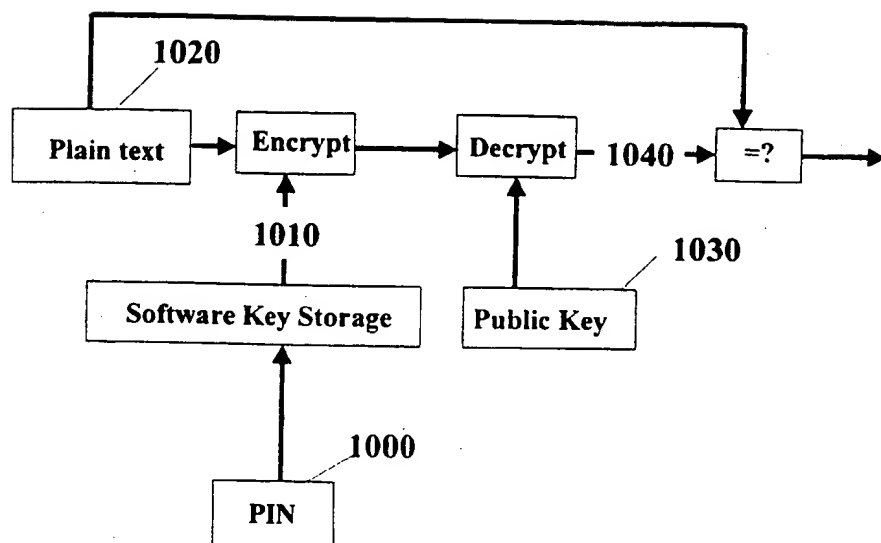 1020
Plain text
Encrypt
Decrypt
1040
=?
1010
1030
Software Key Storage
Public Key
1000
PIN